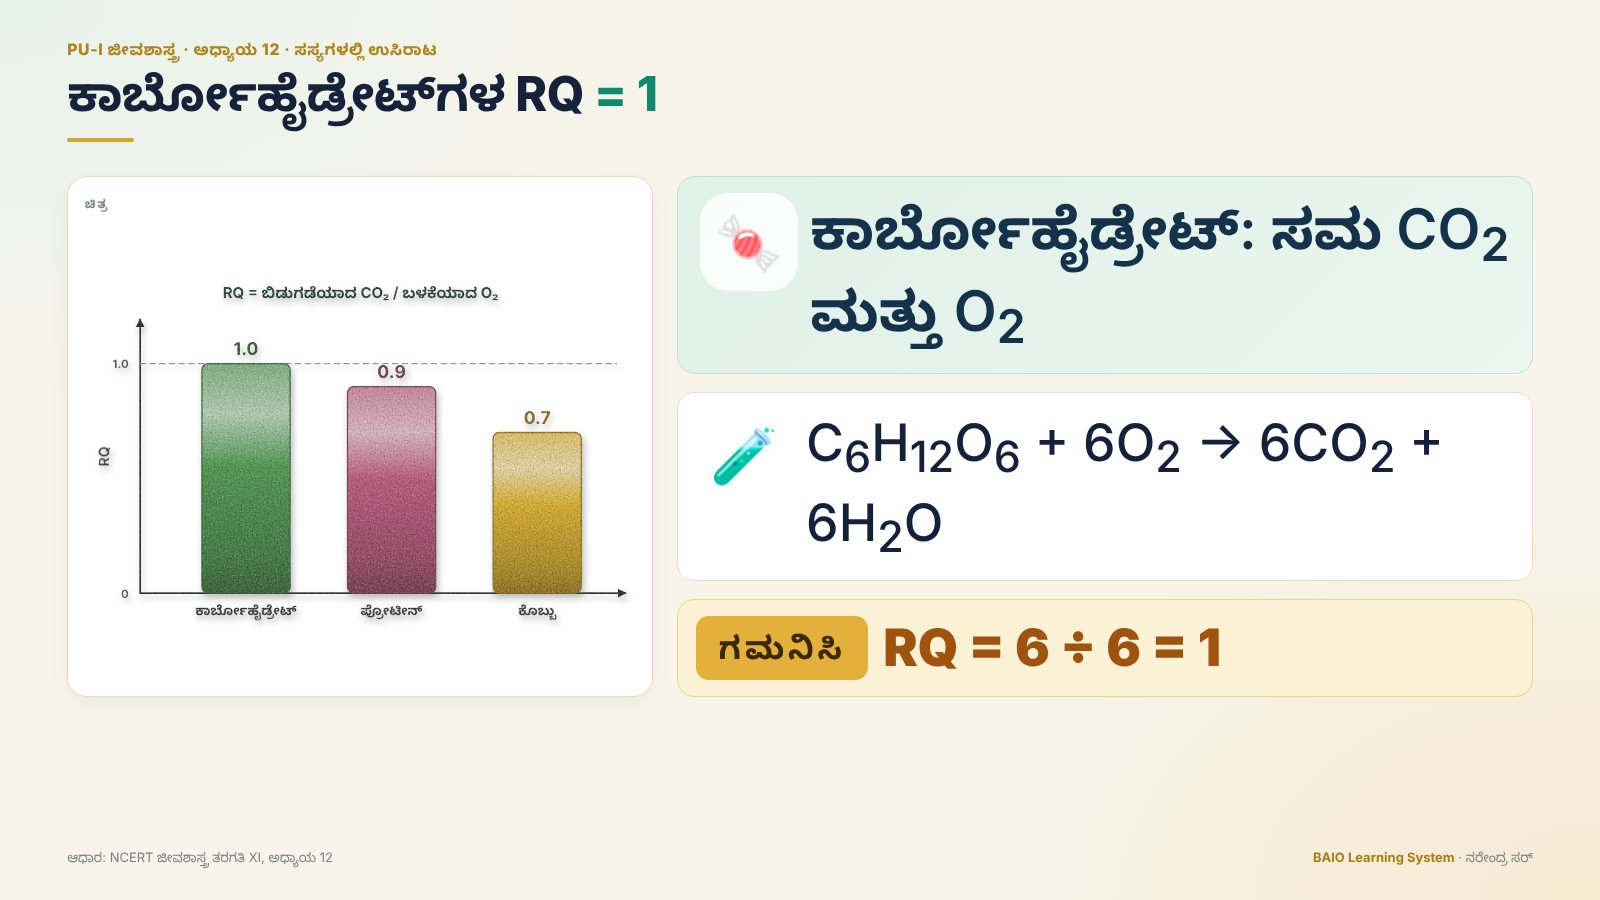 PU-I ಜೀವಶಾಸ್ತ್ರ · ಅಧ್ಯಾಯ 12 · ಸಸ್ಯಗಳಲ್ಲಿ ಉಸಿರಾಟ
ಕಾರ್ಬೋಹೈಡ್ರೇಟ್‌ಗಳ RQ = 1
ಚಿತ್ರ
RQ = ಬಿಡುಗಡೆಯಾದ CO₂ / ಬಳಕೆಯಾದ O₂
1.0
1.0
0.9
0.7
RQ
0
ಕಾರ್ಬೋಹೈಡ್ರೇಟ್ ಪ್ರೋಟೀನ್ ಕೊಬ್ಬು
ಕಾರ್ಬೋಹೈಡ್ರೇಟ್: ಸಮ CO₂
ಮತ್ತು O₂
C₆H₁₂O₆ + 6O₂ → 6CO₂ +
6H₂O
ಗಮನಿಸಿ RQ = 6 ÷ 6 = 1
ಆಧಾರ: NCERT ಜೀವಶಾಸ್ತ್ರ ತರಗತಿ XI, ಅಧ್ಯಾಯ 12
BAIO Learning System · ನರೇಂದ್ರ ಸರ್